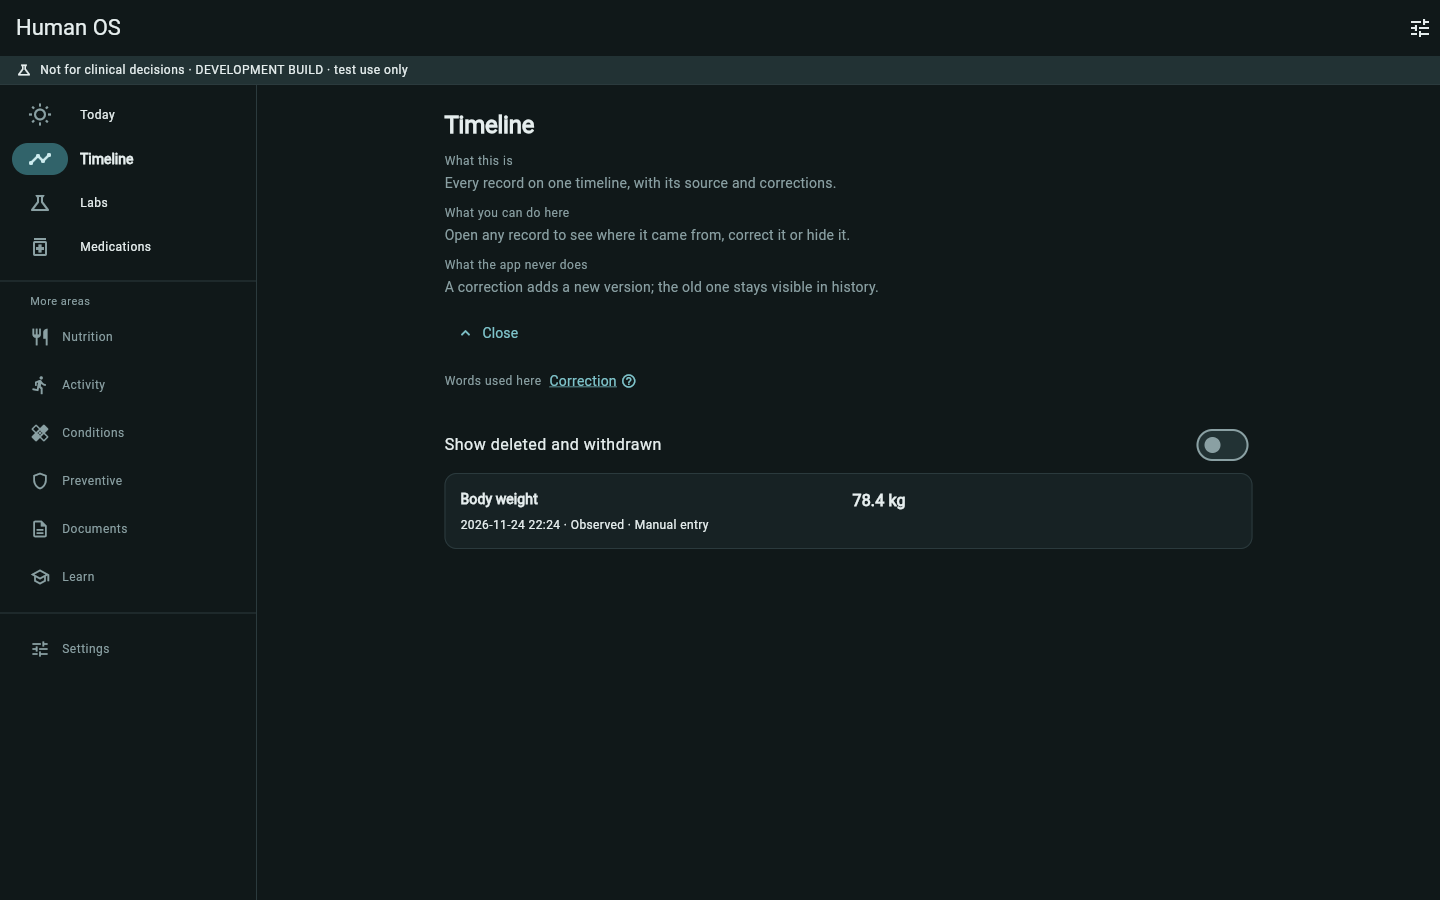 Human OS
Not for clinical decisions · DEVELOPMENT BUILD · test use only
Today
Timeline
Labs
Medications
More areas
Nutrition
Activity
Conditions
Preventive
Documents
Learn
Settings
Timeline
What this is
Every record on one timeline, with its source and corrections.
What you can do here
Open any record to see where it came from, correct it or hide it.
What the app never does
A correction adds a new version; the old one stays visible in history.
Close
Words used here Correction
Show deleted and withdrawn
Body weight 78.4 kg
2026-11-24 22:24 · Observed · Manual entry